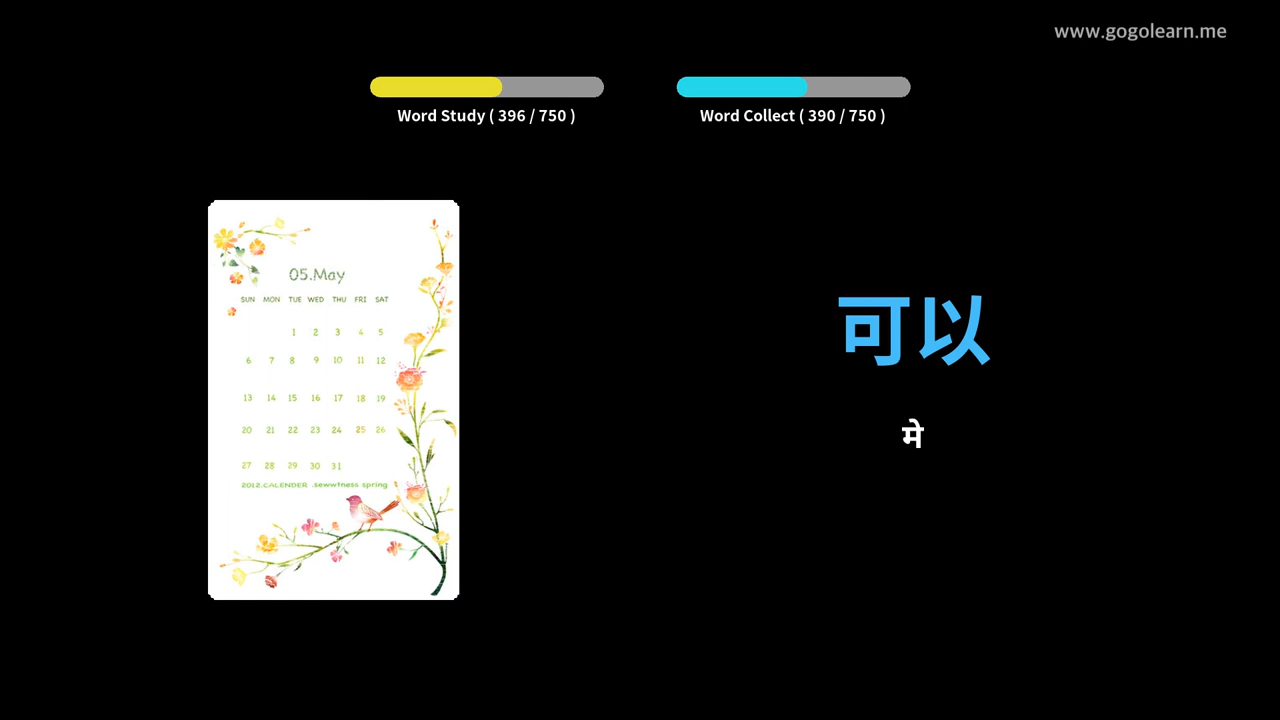 www.gogolearn.me
Word Study ( 396 / 750 )
Word Collect ( 390 / 750 )
05.May
SUN MON TUE WED THU FRI SAT
1 2 3 4 5
6 7 8 9 10 11 12
13 14 15 16 17 18 19
20 21 22 23 24 25 26
27 28 29 30 31
2012.CALENDER .sewwtness spring
可以
मे